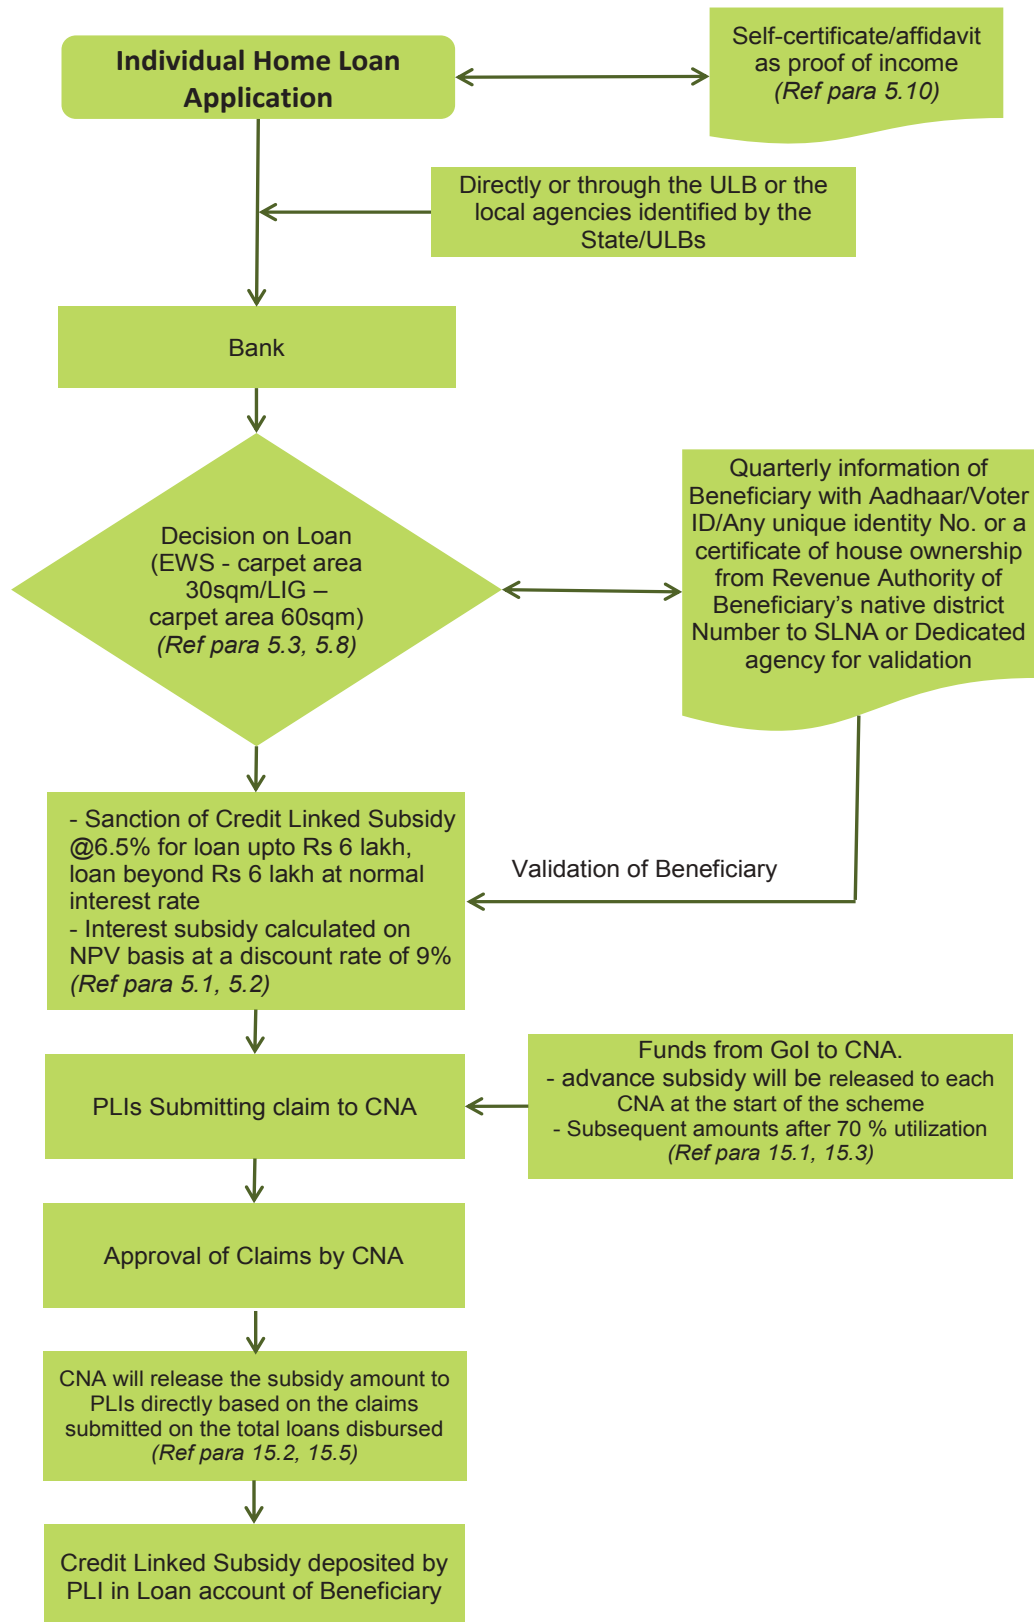 Individual Home Loan
Application
Self-certificate/affidavit
as proof of income
(Ref para 5.10)
Directly or through the ULB or the
local agencies identified by the
State/ULBs
Bank
Decision on Loan
(EWS - carpet area
30sqm/LIG –
carpet area 60sqm)
(Ref para 5.3, 5.8)
Quarterly information of
Beneficiary with Aadhaar/Voter
ID/Any unique identity No. or a
certificate of house ownership
from Revenue Authority of
Beneficiary’s native district
Number to SLNA or Dedicated
agency for validation
- Sanction of Credit Linked Subsidy
@6.5% for loan upto Rs 6 lakh,
loan beyond Rs 6 lakh at normal
interest rate
- Interest subsidy calculated on
NPV basis at a discount rate of 9%
(Ref para 5.1, 5.2)
Validation of Beneficiary
PLIs Submitting claim to CNA
Funds from GoI to CNA.
- advance subsidy will be released to each
CNA at the start of the scheme
- Subsequent amounts after 70 % utilization
(Ref para 15.1, 15.3)
Approval of Claims by CNA
CNA will release the subsidy amount to
PLIs directly based on the claims
submitted on the total loans disbursed
(Ref para 15.2, 15.5)
Credit Linked Subsidy deposited by
PLI in Loan account of Beneficiary